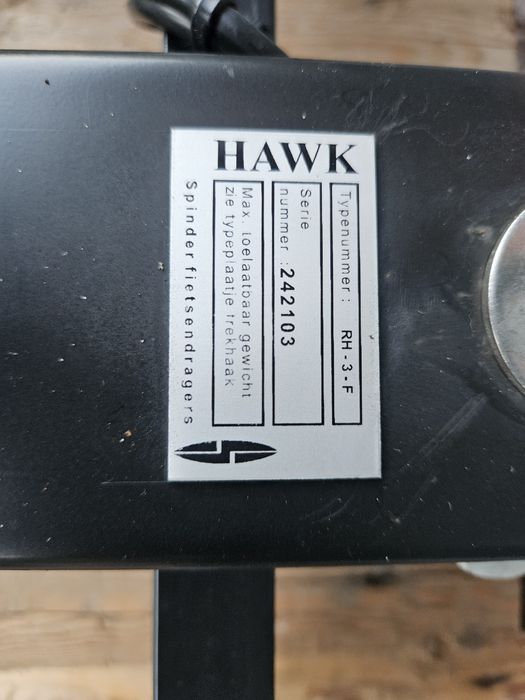 HAWK
Typenummer: RH-3-F
Serie
nummer: 242103
Max. toelaatbaar gewicht
zie typeplaatje trekhaak
Spinder fietsendragers